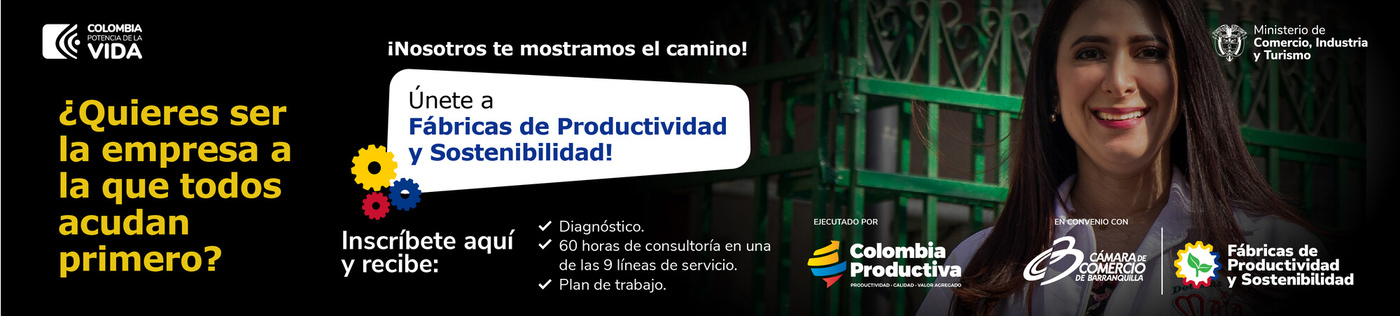 COLOMBIA
POTENCIA DE LA
VIDA
¿Quieres ser
la empresa a
la que todos
acudan
primero?
¡Nosotros te mostramos el camino!
Únete a
Fábricas de Productividad
y Sostenibilidad!
Inscríbete aquí
y recibe:
Diagnóstico.
60 horas de consultoría en una
de las 9 líneas de servicio.
Plan de trabajo.
Ministerio de
Comercio, Industria
y Turismo
EJECUTADO POR
Colombia
Productiva
PRODUCTIVIDAD - CALIDAD - VALOR AGREGADO
EN CONVENIO CON
CÁMARA DE
COMERCIO
DE BARRANQUILLA
Fábricas de
Productividad
y Sostenibilidad